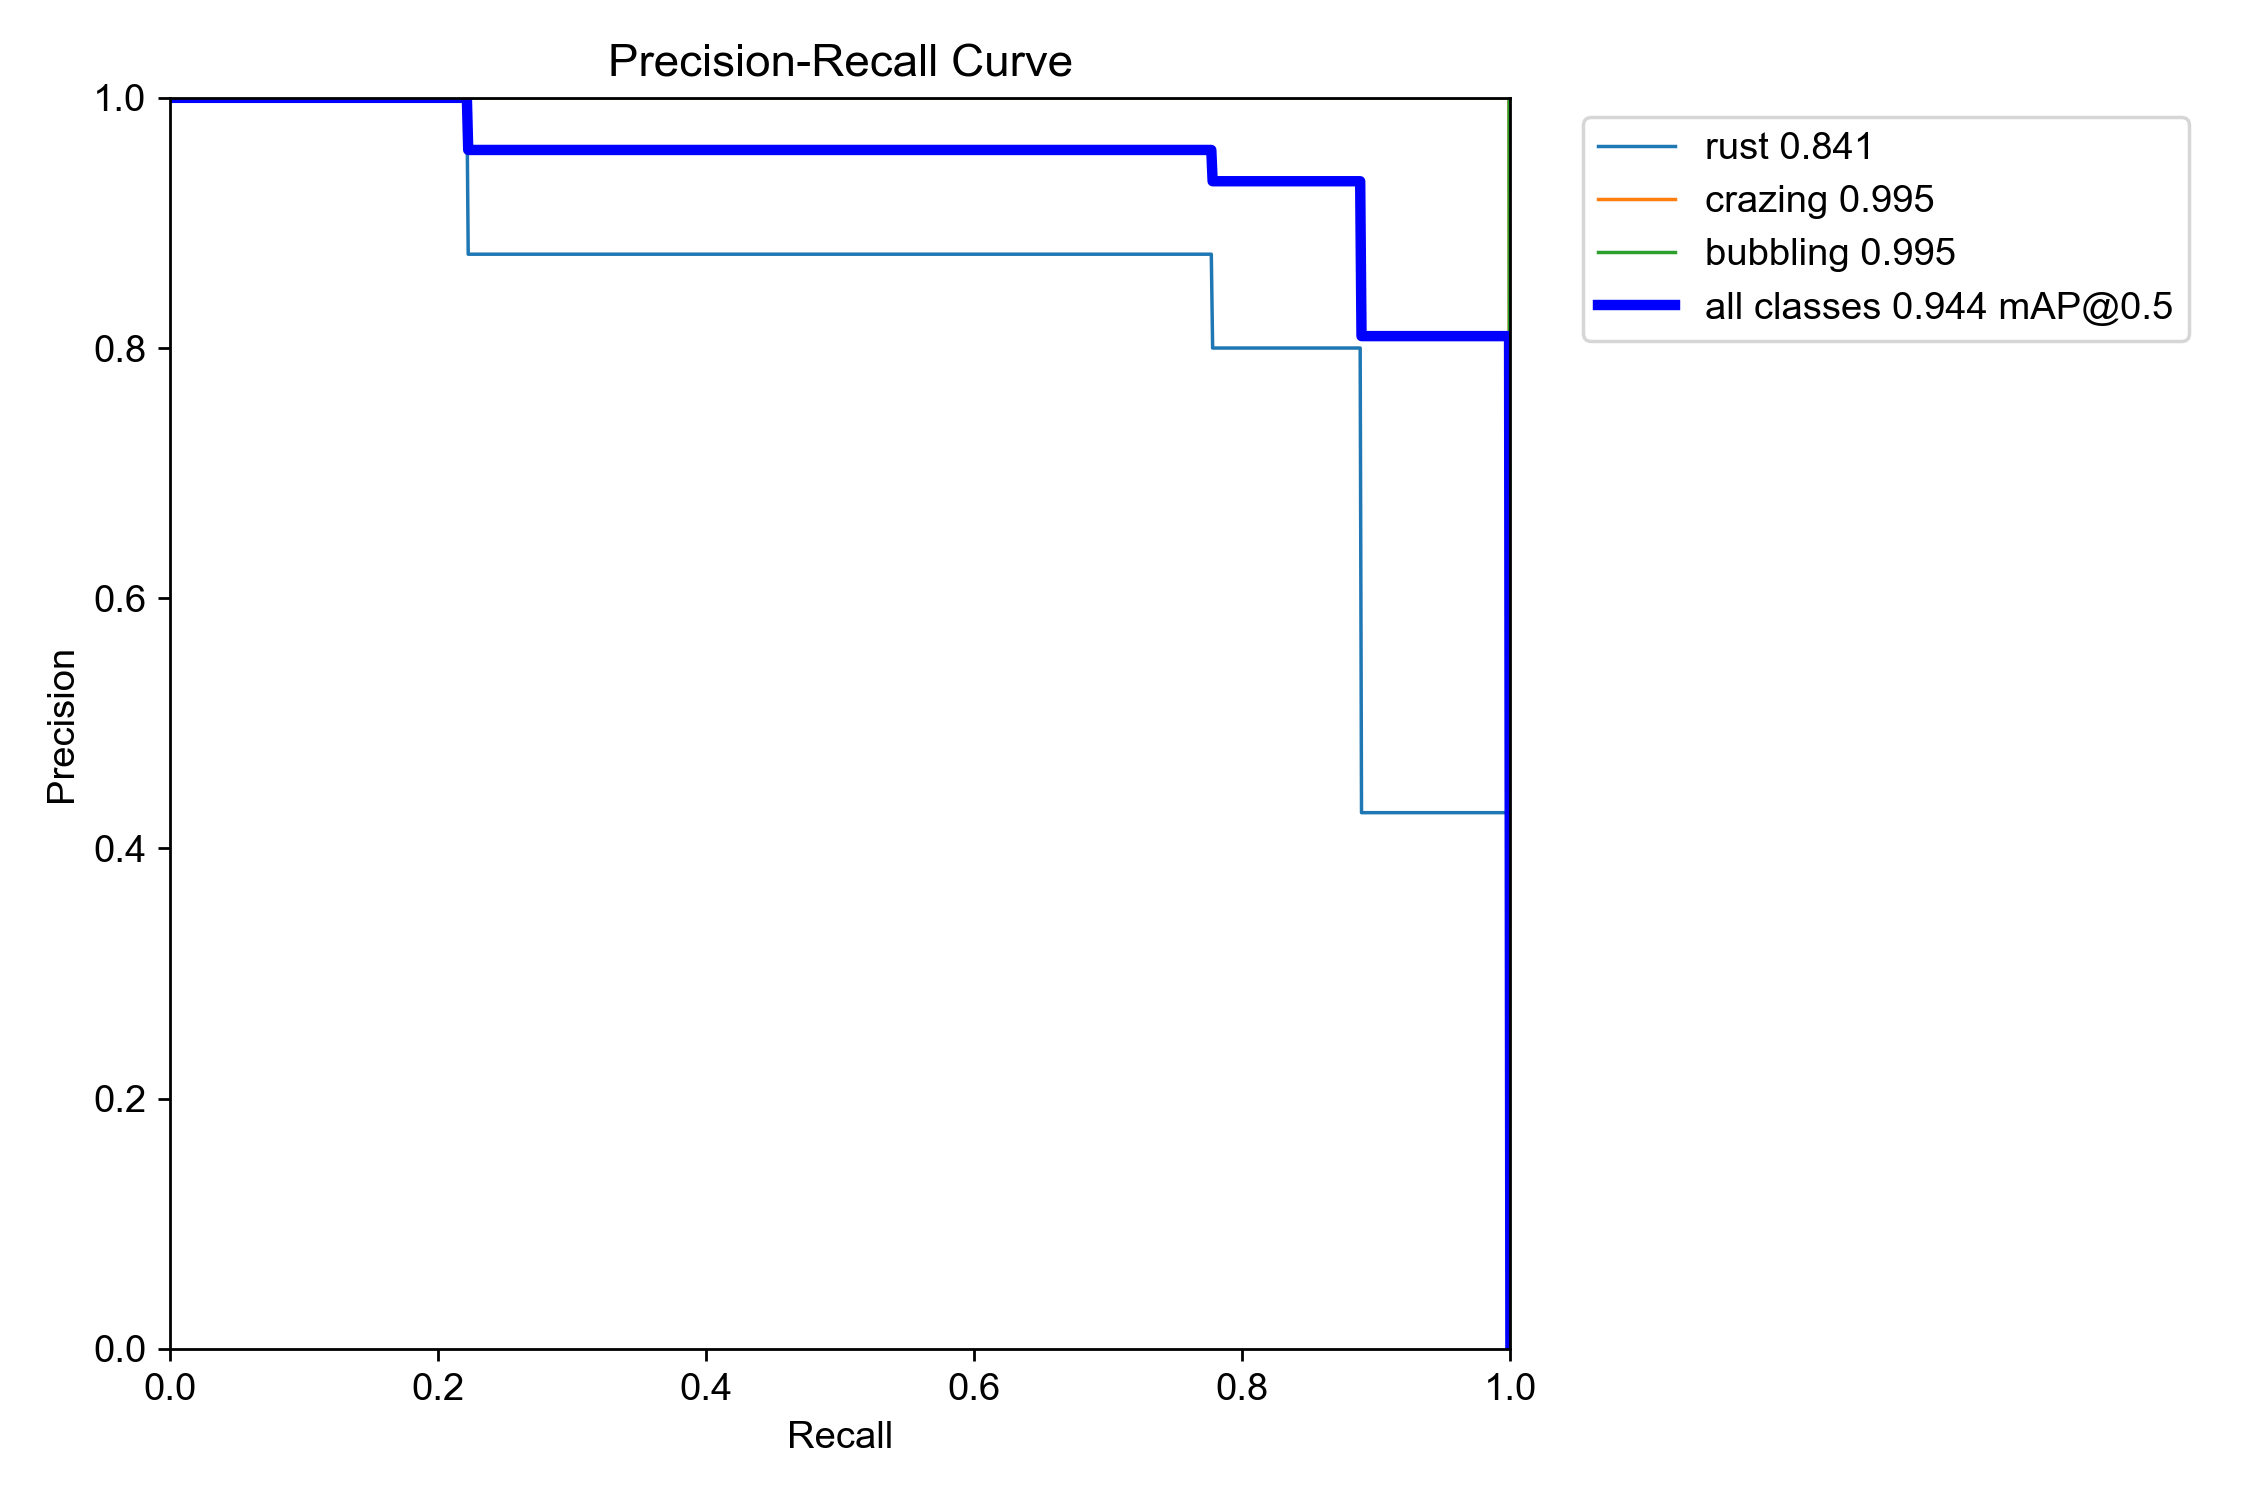 Precision-Recall Curve
1.0
0.8
0.6
0.4
0.2
0.0
Precision
0.0 0.2 0.4 0.6 0.8 1.0
Recall
rust 0.841
crazing 0.995
bubbling 0.995
all classes 0.944 mAP@0.5